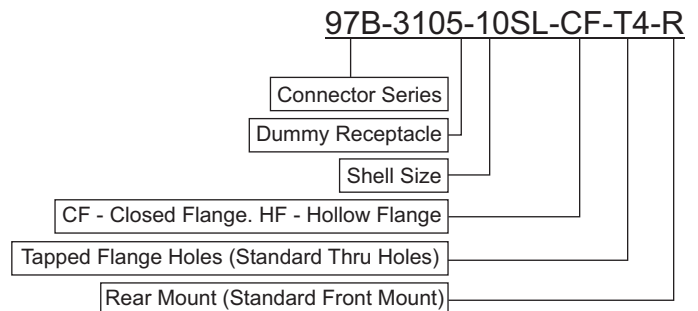 97B-3105-10SL-CF-T4-R
Connector Series
Dummy Receptacle
Shell Size
CF - Closed Flange. HF - Hollow Flange
Tapped Flange Holes (Standard Thru Holes)
Rear Mount (Standard Front Mount)